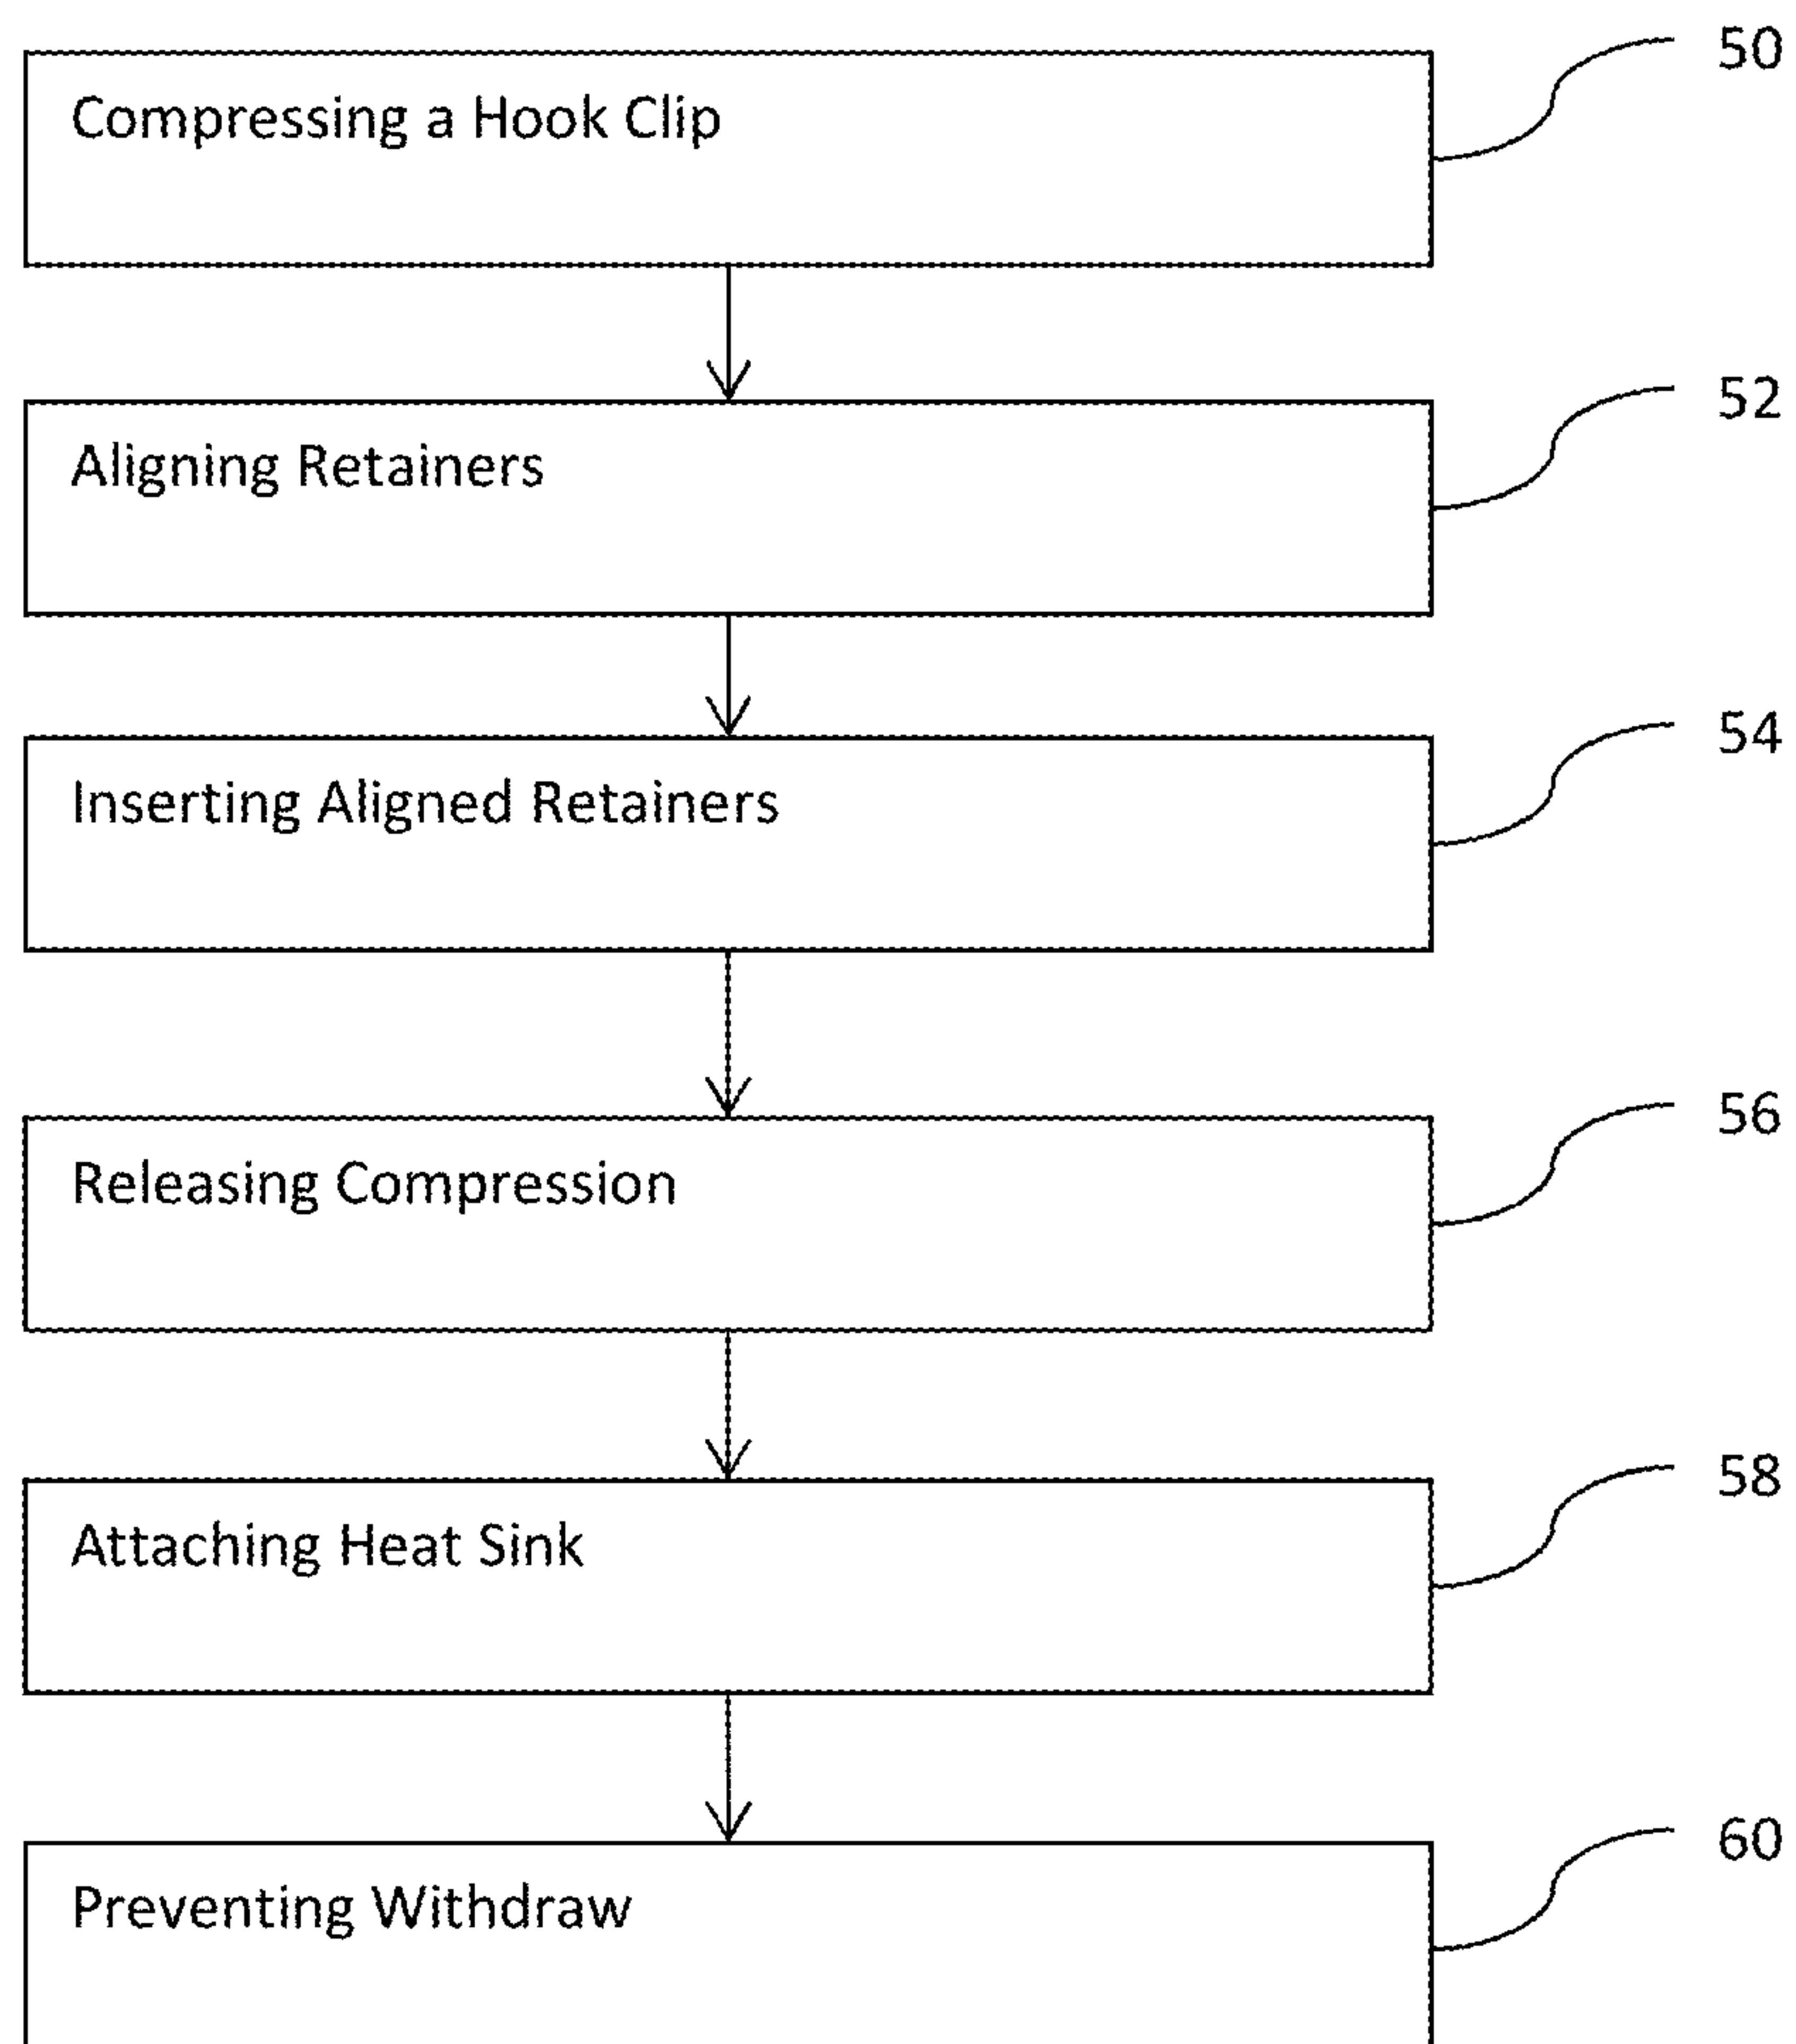 50
Compressing a Hook Clip
52
Aligning Retainers
54
Inserting Aligned Retainers
56
Releasing Compression
58
Attaching Heat Sink
60
Preventing Withdraw